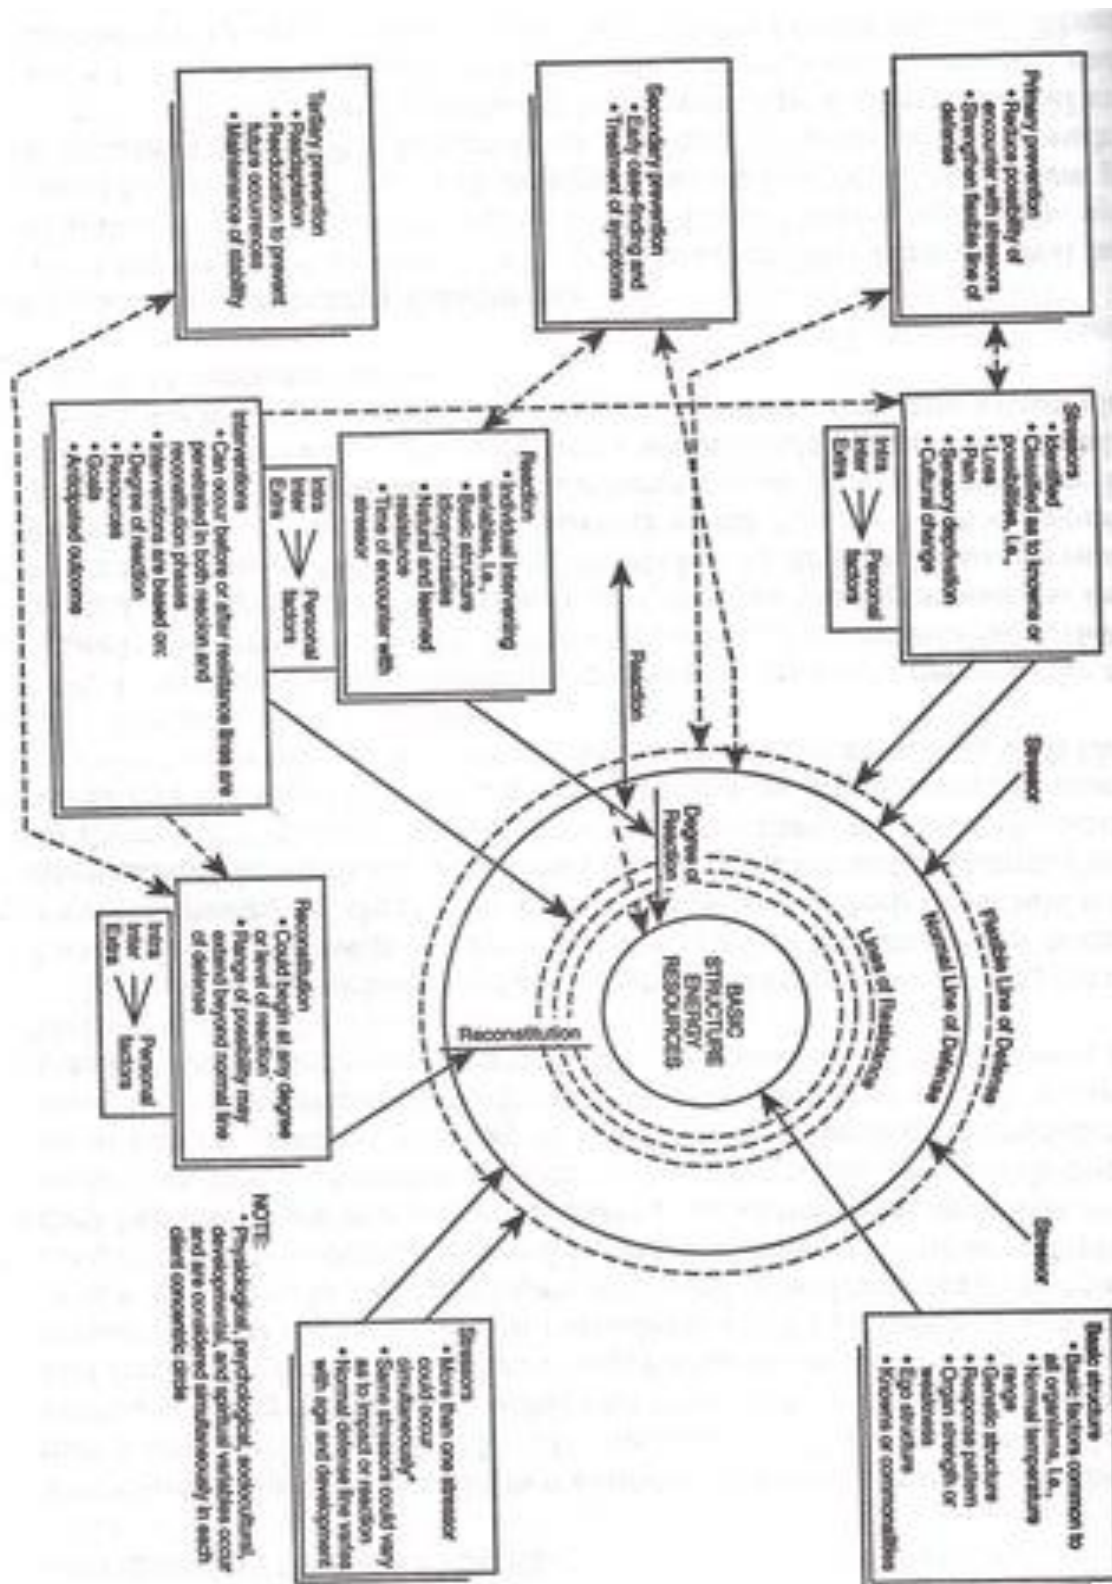 Primary prevention
• Reduce possibility of
encounter with stressors
• Strengthen flexible line of
defense
Stressors
• Identified
• Classified as to knowns or
possibilities, i.e.,
• Loss
• Pain
• Sensory deprivation
• Cultural change
Intra
Inter
Extra
Personal
factors
Stressor
Stressor
Basic structure
• Basic factors common to
all organisms, i.e.,
• Normal temperature
range
• Genetic structure
• Response pattern
• Organ strength or
weakness
• Ego structure
• Knowns or commonalities
Flexible Line of Defense
Normal Line of Defense
Lines of Resistance
BASIC
STRUCTURE
ENERGY
RESOURCES
Degree of
Reaction
Reaction
Reconstitution
Secondary prevention
• Early case-finding and
• Treatment of symptoms
Reaction
• Individual intervening
variables, i.e.,
• Basic structure
idiosyncrasies
• Natural and learned
resistance
• Time of encounter with
stressor
Intra
Inter
Extra
Personal
factors
Stressors
• More than one stressor
could occur
simultaneously*
• Same stressors could vary
as to impact or reaction
• Normal defense line varies
with age and development
Tertiary prevention
• Readaptation
• Reeducation to prevent
future occurrences
• Maintenance of stability
Interventions
• Can occur before or after resistance lines are
penetrated in both reaction and
reconstitution phases
• Interventions are based on:
• Degree of reaction
• Resources
• Goals
• Anticipated outcome
Reconstitution
• Could begin at any degree
or level of reaction
• Range of possibility may
extend beyond normal line
of defense
Intra
Inter
Extra
Personal
factors
NOTE:
* Physiological, psychological, sociocultural,
developmental, and spiritual variables occur
and are considered simultaneously in each
client concentric circle